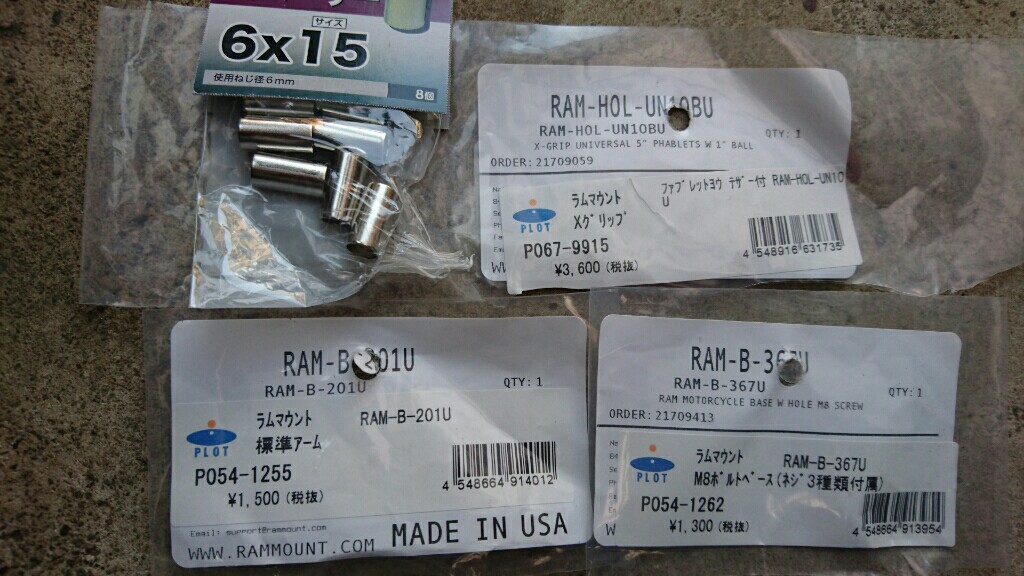 サイズ
6x15
使用ねじ径6mm
8個
RAM-HOL-UN10BU
RAM-HOL-UN10BU
QTY: 1
X-GRIP UNIVERSAL 5" PHABLETS W 1" BALL
ORDER: 21709059
PLOT
ラムマウント
Xグリップ
ファブレットヨウ テザー付 RAM-HOL-UN10
U
P067-9915
¥3,600(税抜)
4 548916 631735
RAM-B-201U
RAM-B-201U
QTY: 1
PLOT
ラムマウント
RAM-B-201U
標準アーム
P054-1255
¥1,500(税抜)
4 548664 914012
Email: support@rammount.com
WWW.RAMMOUNT.COM
MADE IN USA
RAM-B-367U
RAM-B-367U
QTY: 1
RAM MOTORCYCLE BASE W HOLE M8 SCREW
ORDER: 21709413
PLOT
ラムマウント
RAM-B-367U
M8ボルトベース(ネジ3種類付属)
P054-1262
¥1,300(税抜)
4 548664 913954
W